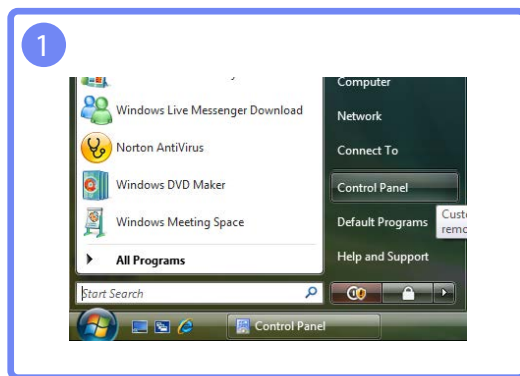 1
Windows Live Messenger Download
Norton AntiVirus
Windows DVD Maker
Windows Meeting Space
All Programs
Start Search
Computer
Network
Connect To
Control Panel
Default Programs
Help and Support
Control Panel